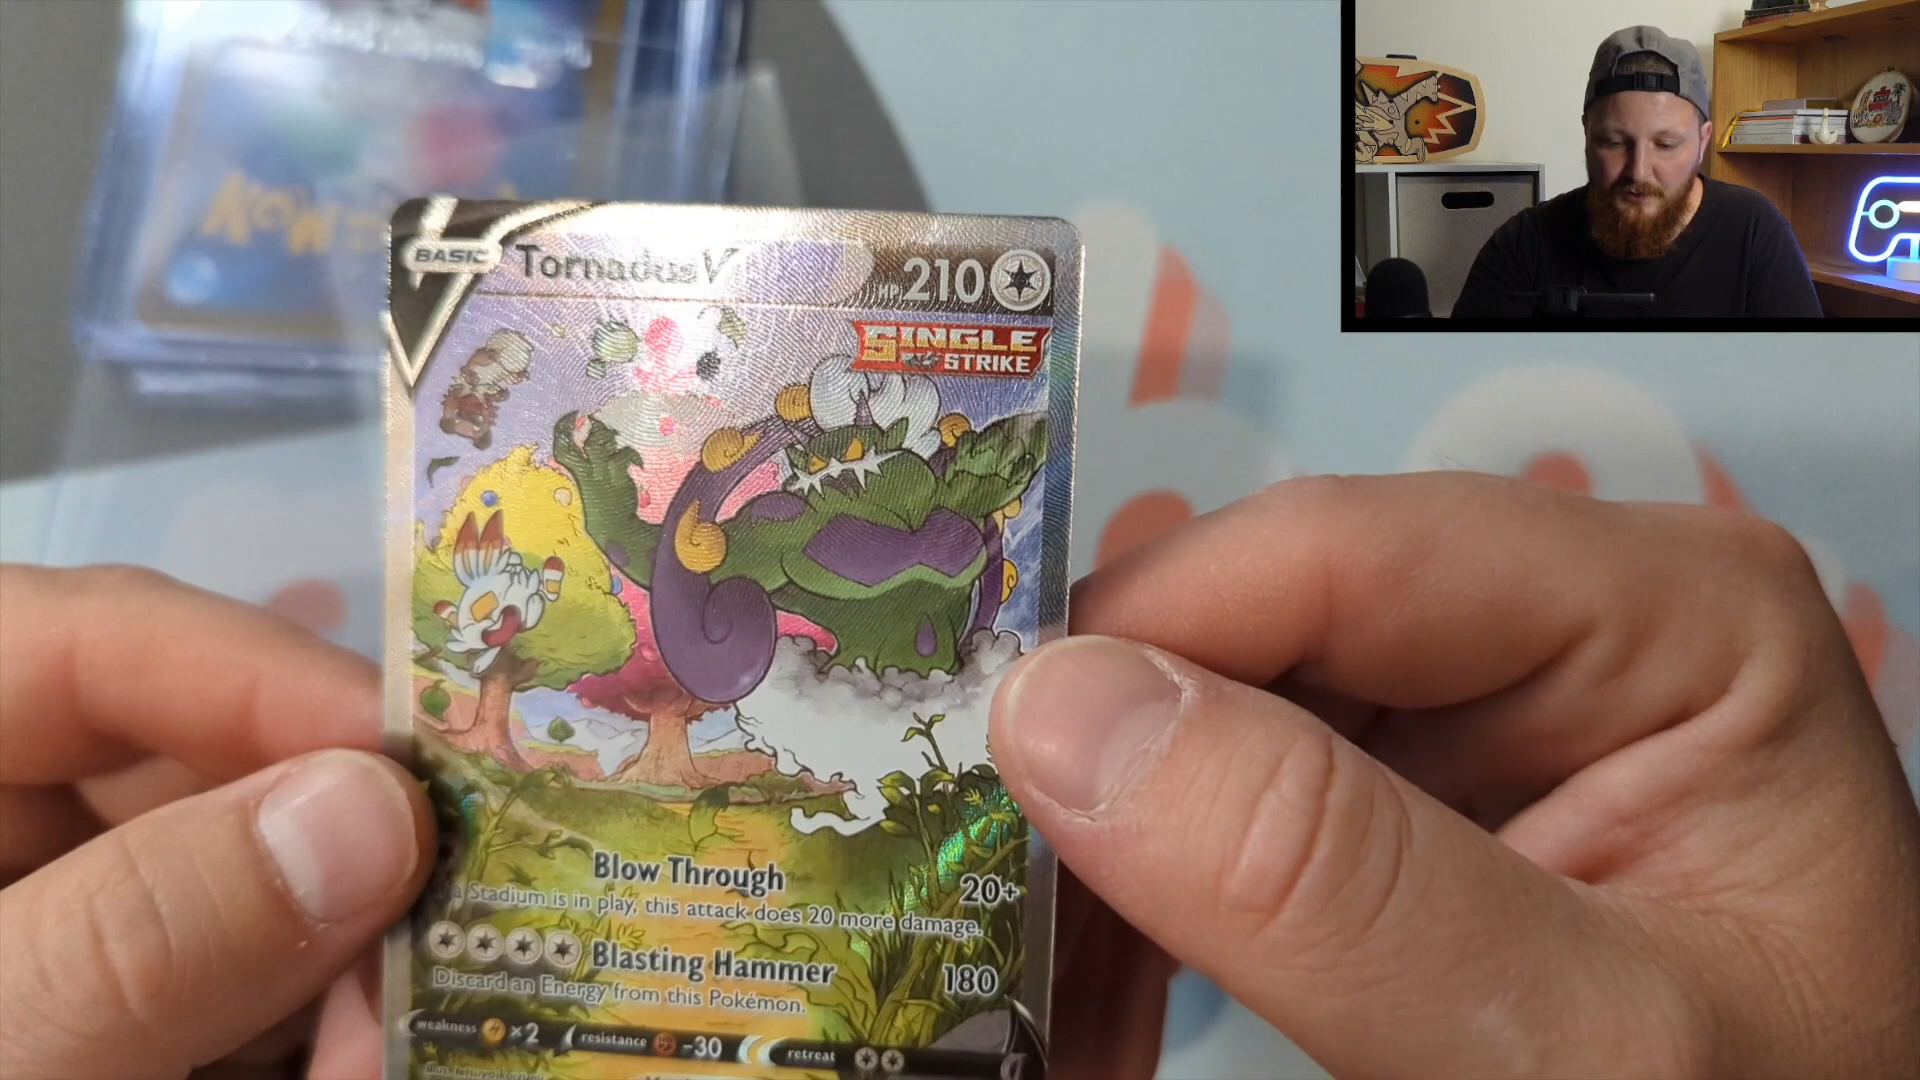 BASIC
Tornadus V
HP 210
SINGLE
STRIKE
Blow Through 20+
a Stadium is in play, this attack does 20 more damage.
Blasting Hammer 180
Discard an Energy from this Pokémon.
weakness ×2 resistance -30 retreat